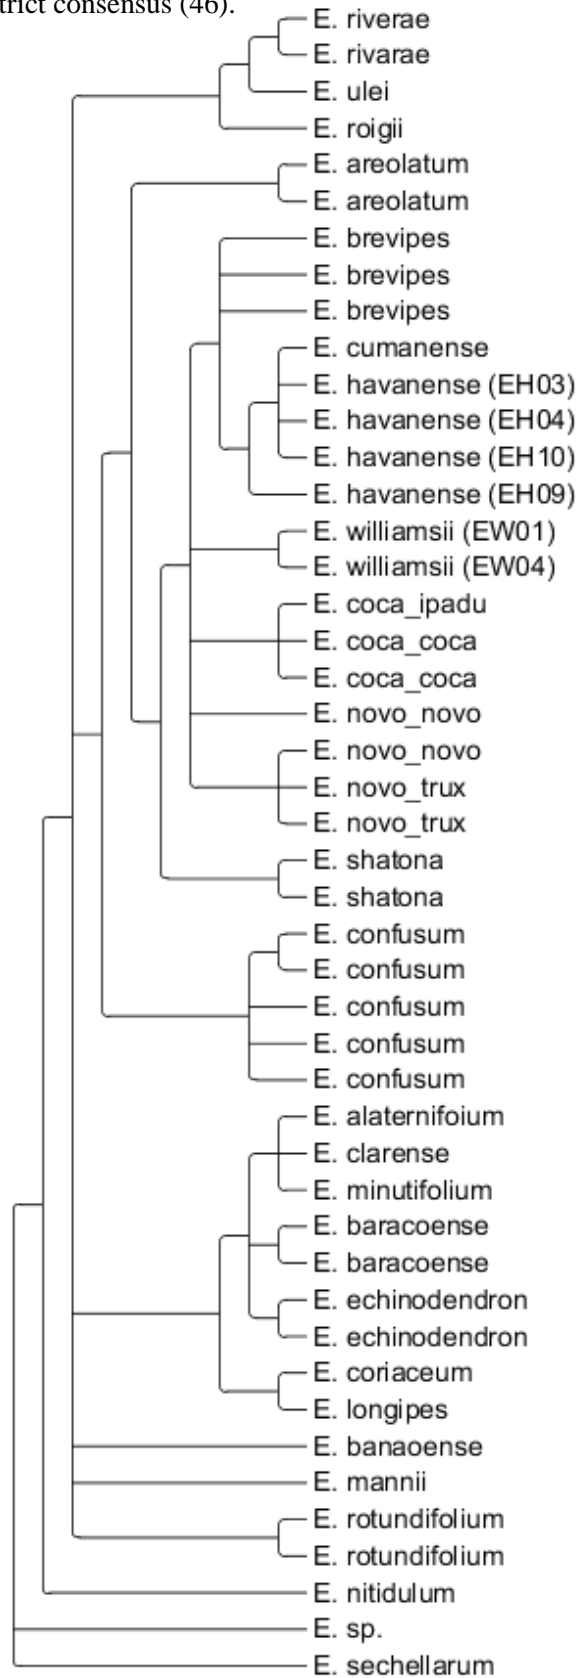 trict consensus (46).
E. riverae
E. rivarae
E. ulei
E. roigii
E. areolatum
E. areolatum
E. brevipes
E. brevipes
E. brevipes
E. cumanense
E. havanense (EH03)
E. havanense (EH04)
E. havanense (EH10)
E. havanense (EH09)
E. williamsii (EW01)
E. williamsii (EW04)
E. coca_ipadu
E. coca_coca
E. coca_coca
E. novo_novo
E. novo_novo
E. novo_trux
E. novo_trux
E. shatona
E. shatona
E. confusum
E. confusum
E. confusum
E. confusum
E. confusum
E. alaternifoium
E. clarense
E. minutifolium
E. baracoense
E. baracoense
E. echinodendron
E. echinodendron
E. coriaceum
E. longipes
E. banaoense
E. mannii
E. rotundifolium
E. rotundifolium
E. nitidulum
E. sp.
E. sechellarum